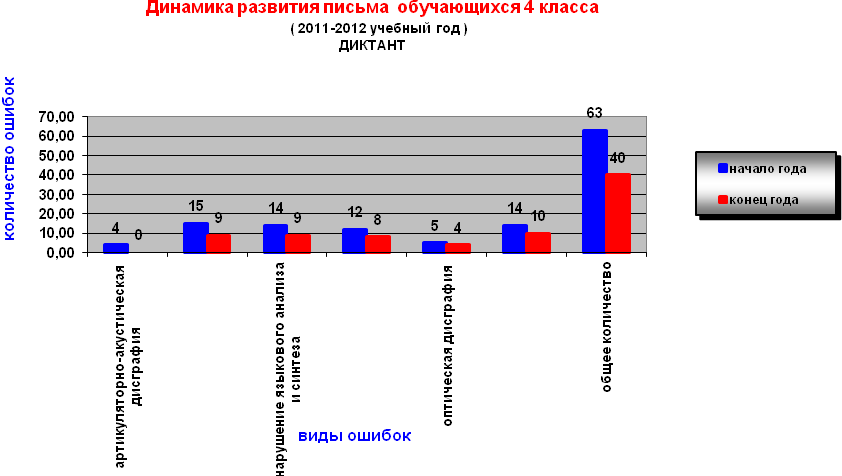 Динамика развития письма обучающихся 4 класса
( 2011-2012 учебный год )
ДИКТАНТ
количество ошибок
70,00
60,00
50,00
40,00
30,00
20,00
10,00
0,00
4
0
15
9
14
9
12
8
5
4
14
10
63
40
начало года
конец года
артикуляторно-акустическая
дисграфия
нарушение языкового анализа
и синтеза
оптическая дисграфия
общее количество
виды ошибок